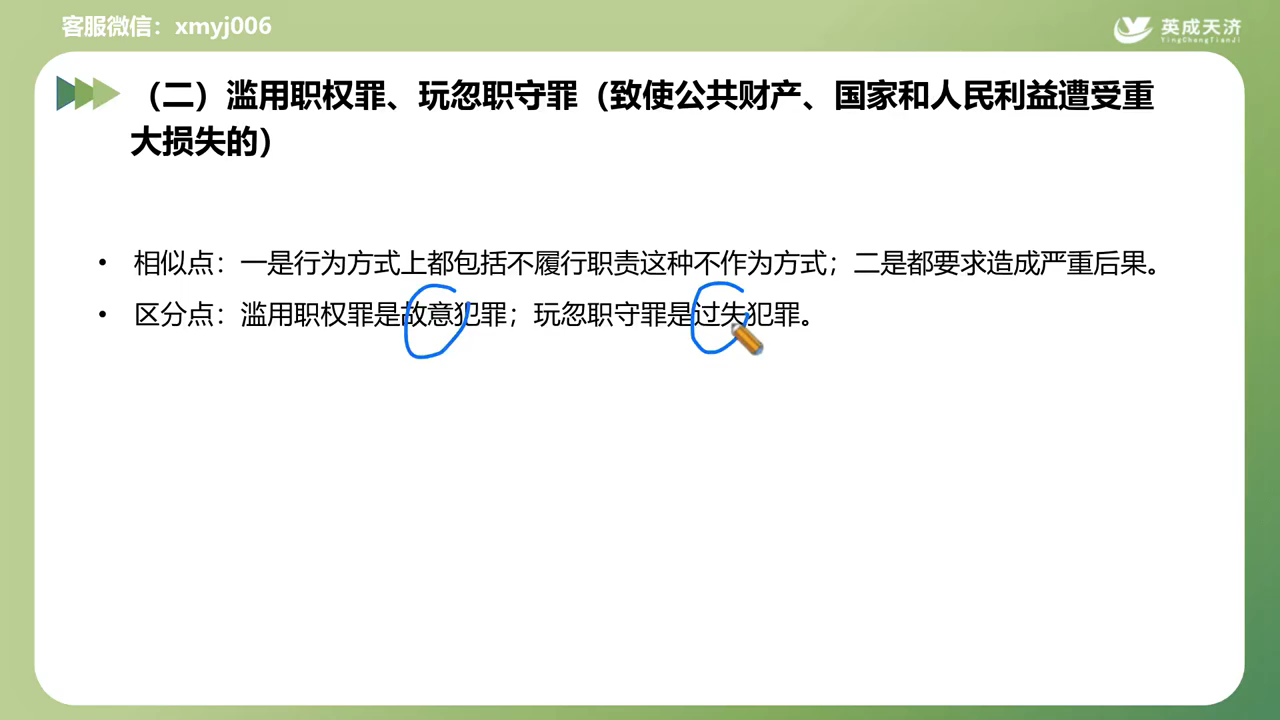 客服微信：xmyj006
英成天济
YingChengTianJi
（二）滥用职权罪、玩忽职守罪（致使公共财产、国家和人民利益遭受重
大损失的）
• 相似点：一是行为方式上都包括不履行职责这种不作为方式；二是都要求造成严重后果。
• 区分点：滥用职权罪是故意犯罪；玩忽职守罪是过失犯罪。